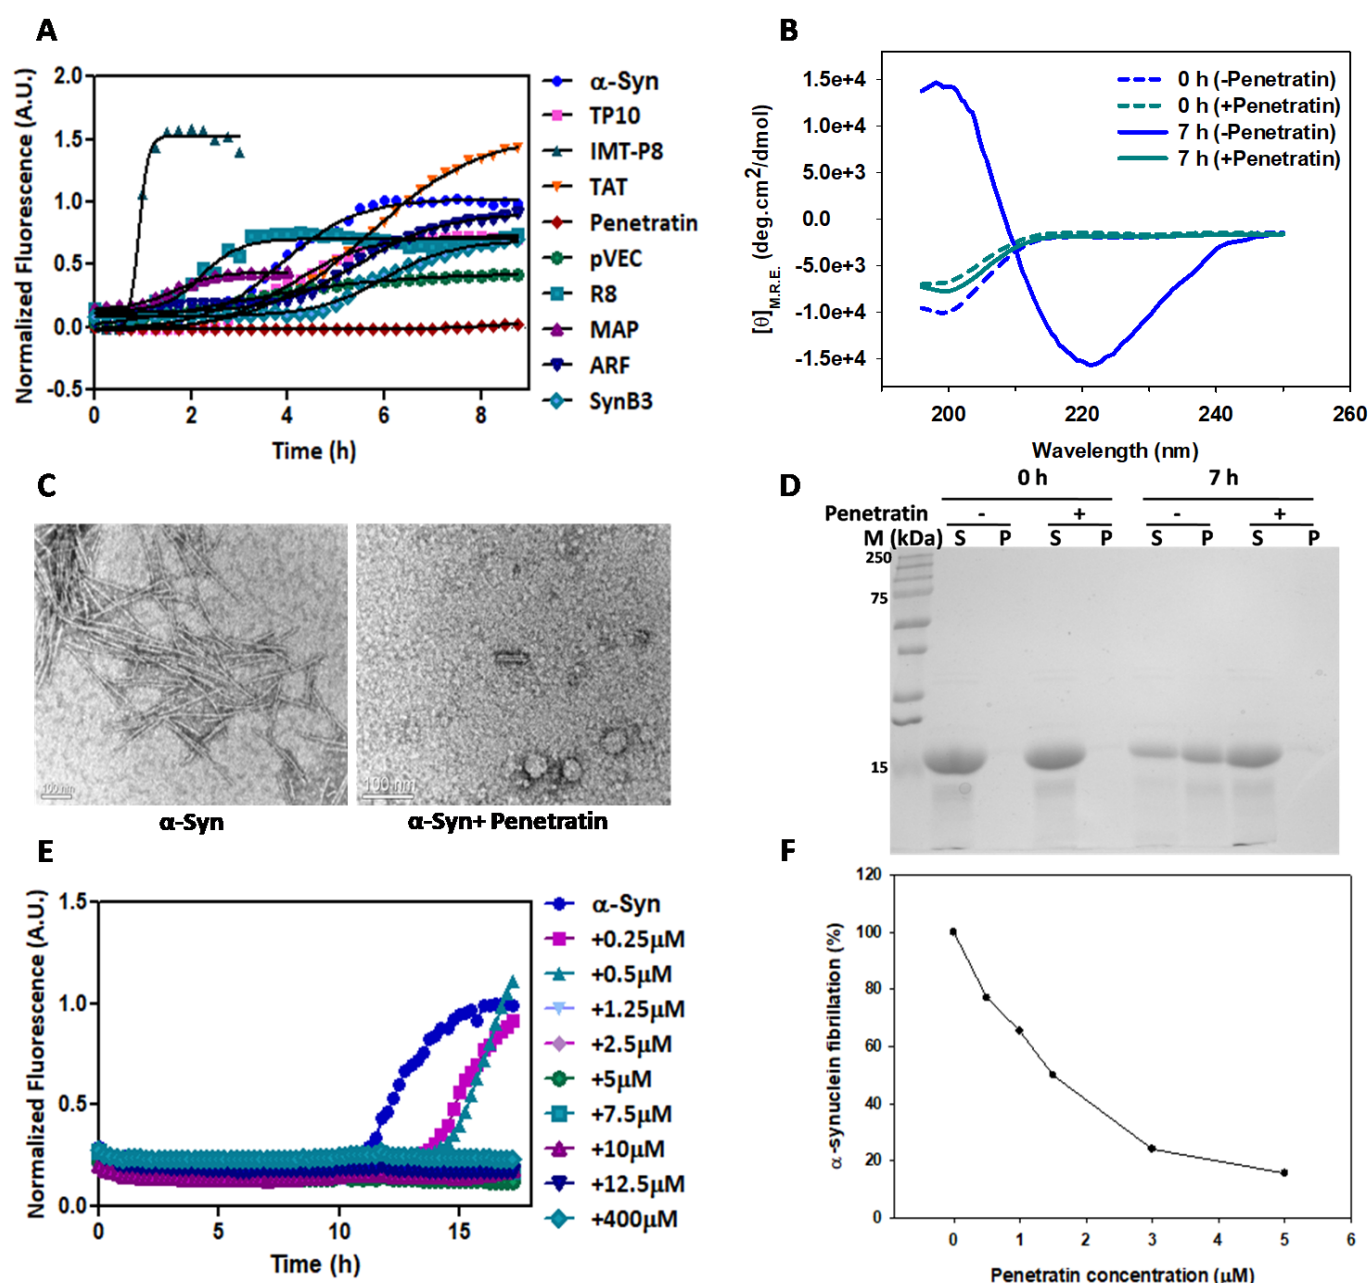 A
Normalized Fluorescence (A.U.)
2.0
1.5
1.0
0.5
0.0
-0.5
0 2 4 6 8
Time (h)
α-Syn
TP10
IMT-P8
TAT
Penetratin
pVEC
R8
MAP
ARF
SynB3
B
[θ]M.R.E. (deg.cm2/dmol)
1.5e+4
1.0e+4
5.0e+3
0.0
-5.0e+3
-1.0e+4
-1.5e+4
200 220 240 260
Wavelength (nm)
0 h (-Penetratin)
0 h (+Penetratin)
7 h (-Penetratin)
7 h (+Penetratin)
C
100 nm
100 nm
α-Syn
α-Syn+ Penetratin
D
0 h 7 h
Penetratin - + - +
M (kDa) S P S P S P S P
250
75
15
E
Normalized Fluorescence (A.U.)
1.5
1.0
0.5
0.0
0 5 10 15
Time (h)
α-Syn
+0.25μM
+0.5μM
+1.25μM
+2.5μM
+5μM
+7.5μM
+10μM
+12.5μM
+400μM
F
α-synuclein fibrillation (%)
120
100
80
60
40
20
0
0 1 2 3 4 5 6
Penetratin concentration (μM)